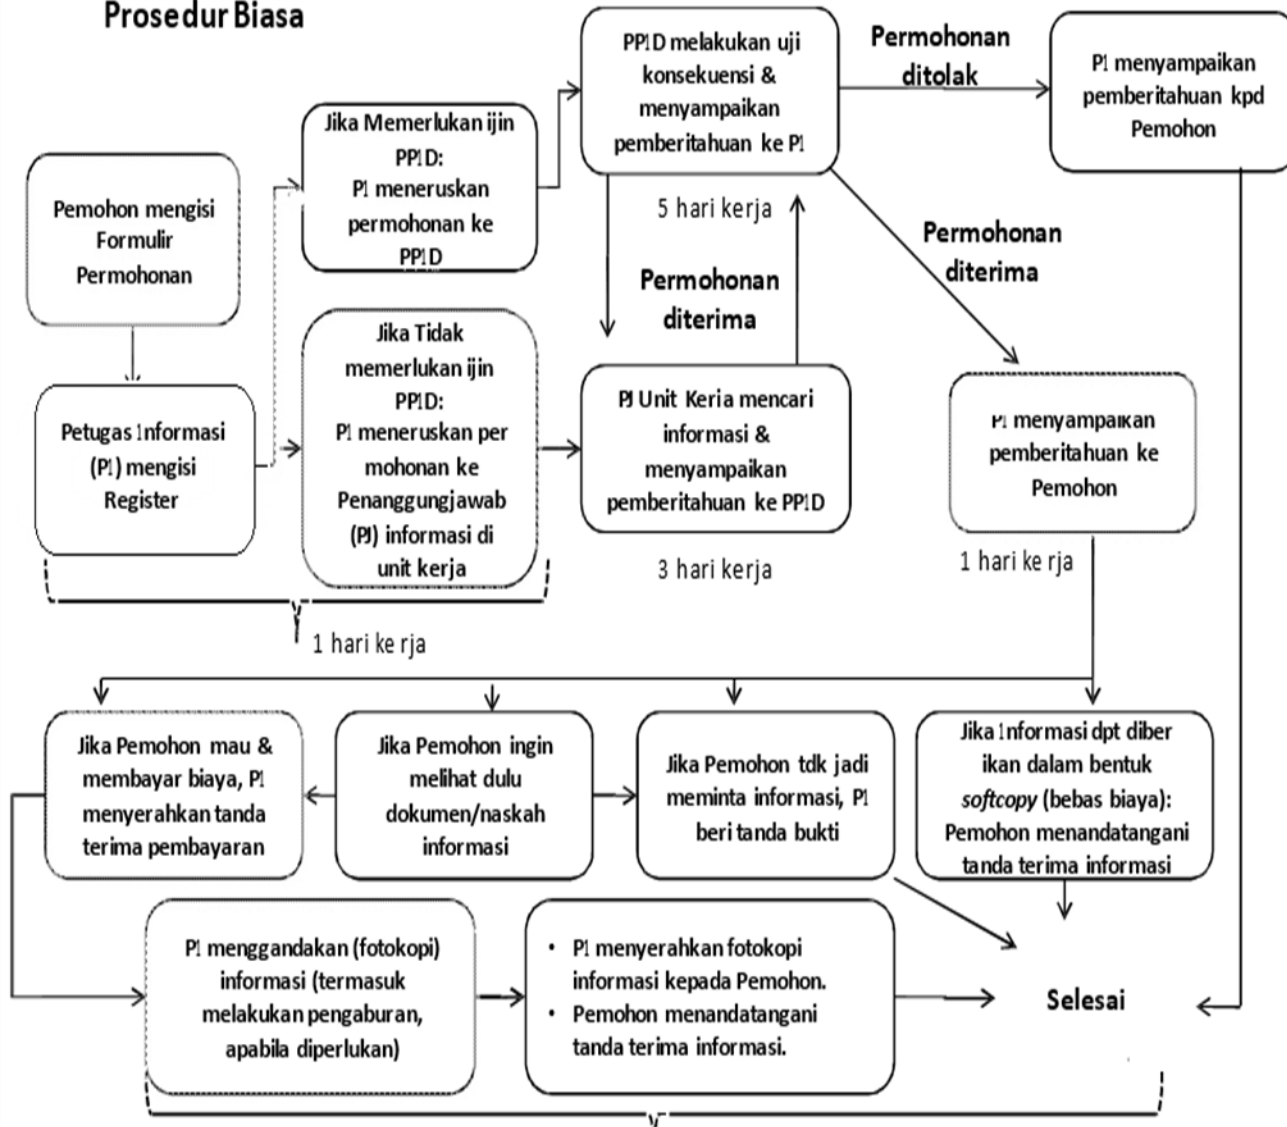 Prosedur Biasa
Pemohon mengisi
Formulir
Permohonan
Petugas Informasi
(PI) mengisi
Register
Jika Memerlukan ijin
PPID:
PI meneruskan
permohonan ke
PPID
Jika Tidak
memerlukan ijin
PPID:
PI meneruskan per
mohonan ke
Penanggungjawab
(PJ) informasi di
unit kerja
1 hari ke rja
PPID melakukan uji
konsekuensi &
menyampaikan
pemberitahuan ke PI
5 hari kerja
Permohonan
diterima
PJ Unit Kerja mencari
informasi &
menyampaikan
pemberitahuan ke PPID
3 hari kerja
Permohonan
ditolak
PI menyampaikan
pemberitahuan kpd
Pemohon
Permohonan
diterima
PI menyampaikan
pemberitahuan ke
Pemohon
1 hari ke rja
Jika Pemohon mau &
membayar biaya, PI
menyerahkan tanda
terima pembayaran
Jika Pemohon ingin
melihat dulu
dokumen/naskah
informasi
Jika Pemohon tdk jadi
meminta informasi, PI
beri tanda bukti
Jika Informasi dpt diber
ikan dalam bentuk
softcopy (bebas biaya):
Pemohon menandatangani
tanda terima informasi
PI menggandakan (fotokopi)
informasi (termasuk
melakukan pengaburan,
apabila diperlukan)
• PI menyerahkan fotokopi
informasi kepada Pemohon.
• Pemohon menandatangani
tanda terima informasi.
Selesai